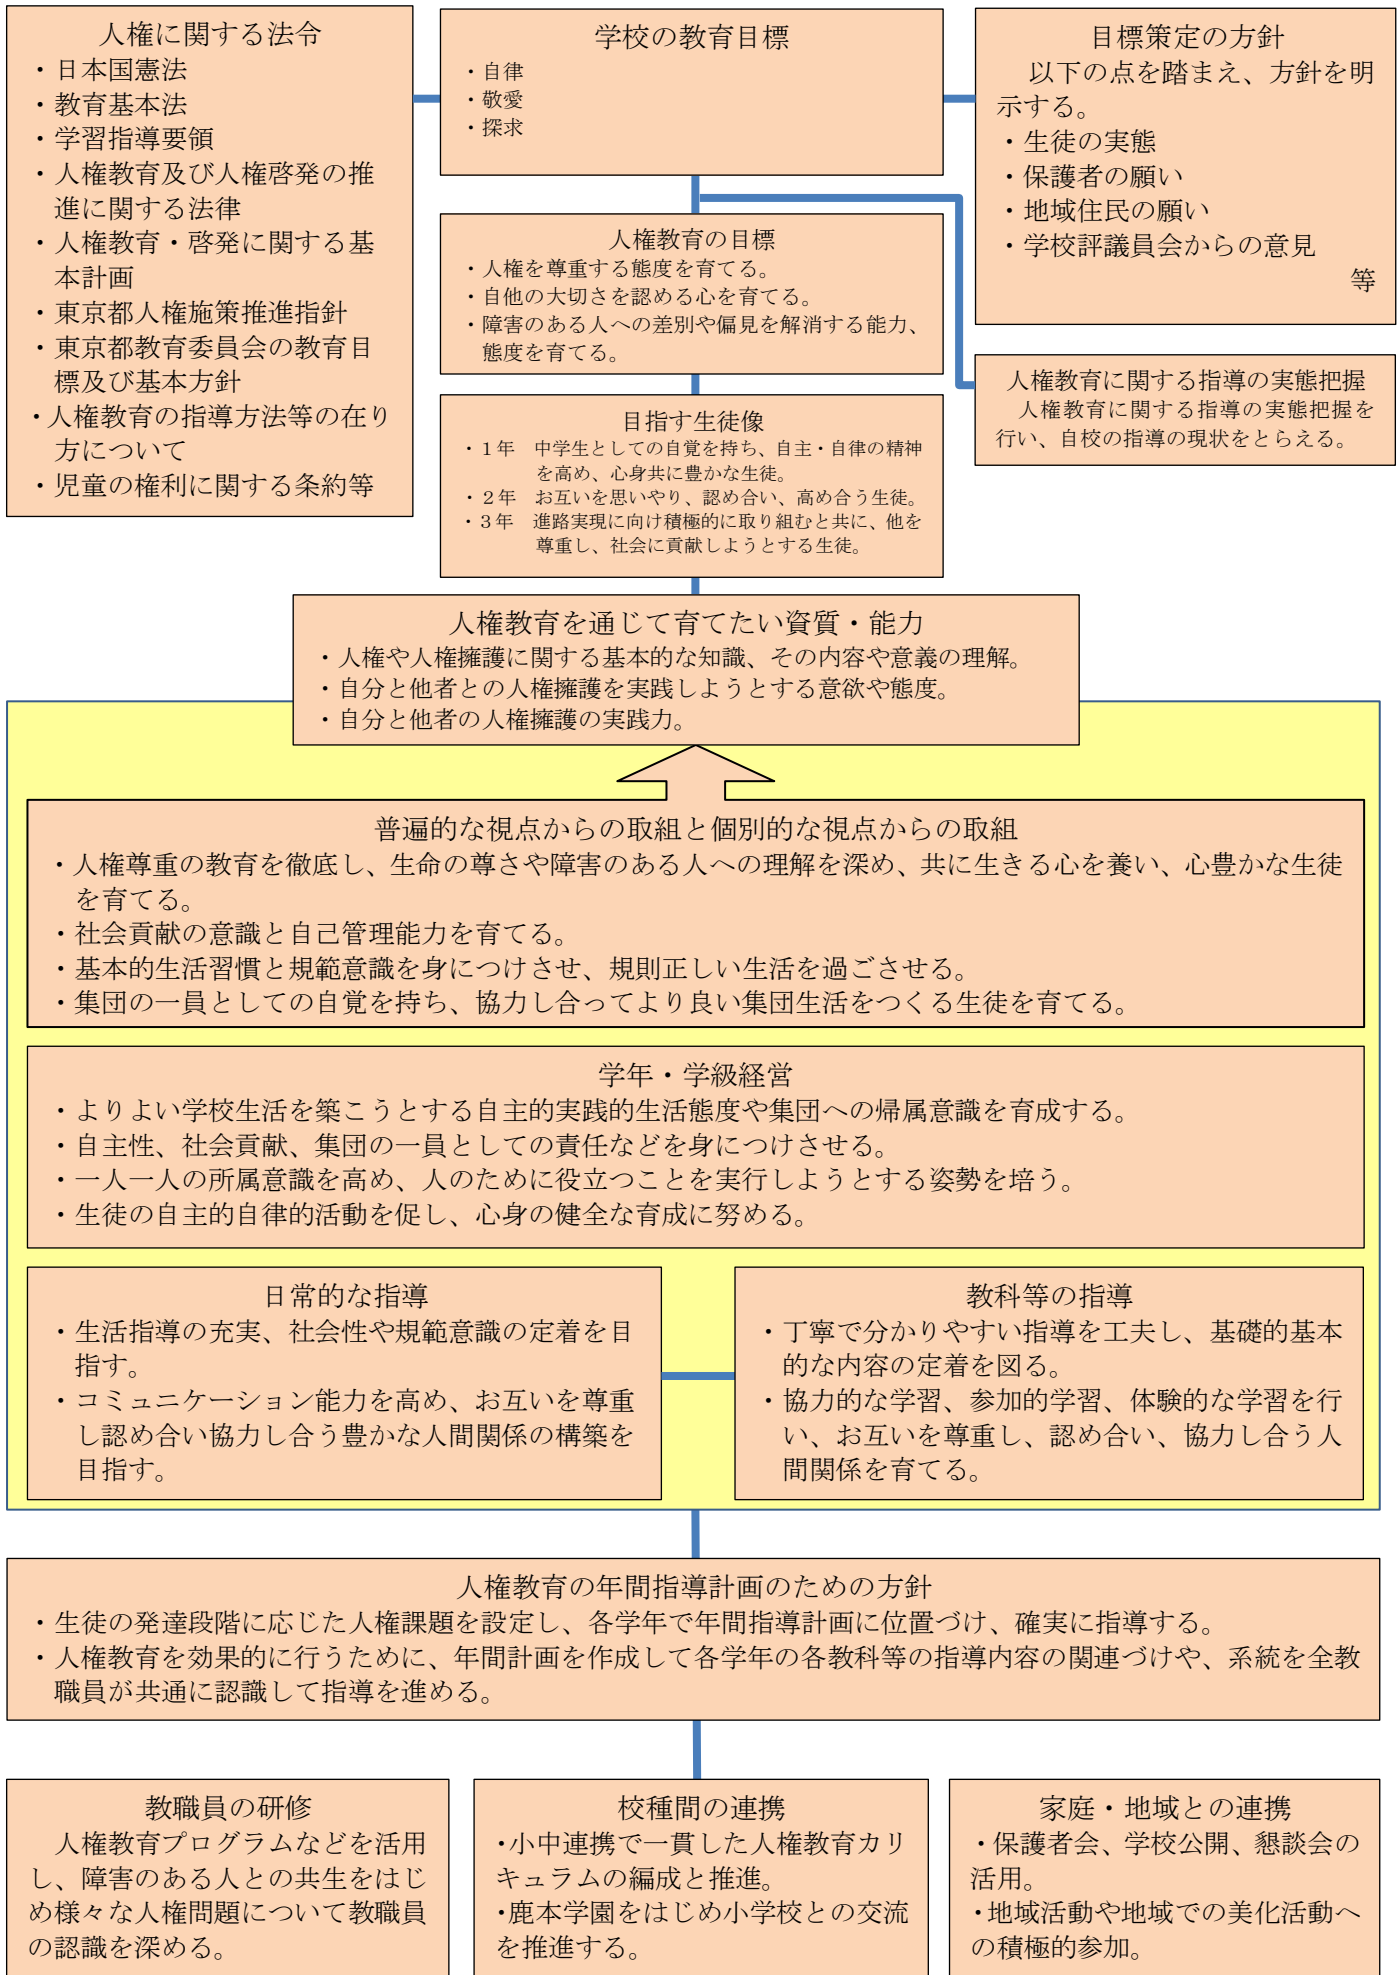 人権に関する法令
・日本国憲法
・教育基本法
・学習指導要領
・人権教育及び人権啓発の推
進に関する法律
・人権教育・啓発に関する基
本計画
・東京都人権施策推進指針
・東京都教育委員会の教育目
標及び基本方針
・人権教育の指導方法等の在り
方について
・児童の権利に関する条約等
学校の教育目標
・自律
・敬愛
・探求
目標策定の方針
以下の点を踏まえ、方針を明
示する。
・生徒の実態
・保護者の願い
・地域住民の願い
・学校評議員会からの意見
等
人権教育の目標
・人権を尊重する態度を育てる。
・自他の大切さを認める心を育てる。
・障害のある人への差別や偏見を解消する能力、
態度を育てる。
人権教育に関する指導の実態把握
人権教育に関する指導の実態把握を
行い、自校の指導の現状をとらえる。
目指す生徒像
・１年　中学生としての自覚を持ち、自主・自律の精神
を高め、心身共に豊かな生徒。
・２年　お互いを思いやり、認め合い、高め合う生徒。
・３年　進路実現に向け積極的に取り組むと共に、他を
尊重し、社会に貢献しようとする生徒。
人権教育を通じて育てたい資質・能力
・人権や人権擁護に関する基本的な知識、その内容や意義の理解。
・自分と他者との人権擁護を実践しようとする意欲や態度。
・自分と他者の人権擁護の実践力。
普遍的な視点からの取組と個別的な視点からの取組
・人権尊重の教育を徹底し、生命の尊さや障害のある人への理解を深め、共に生きる心を養い、心豊かな生徒
を育てる。
・社会貢献の意識と自己管理能力を育てる。
・基本的生活習慣と規範意識を身につけさせ、規則正しい生活を過ごさせる。
・集団の一員としての自覚を持ち、協力し合ってより良い集団生活をつくる生徒を育てる。
学年・学級経営
・よりよい学校生活を築こうとする自主的実践的生活態度や集団への帰属意識を育成する。
・自主性、社会貢献、集団の一員としての責任などを身につけさせる。
・一人一人の所属意識を高め、人のために役立つことを実行しようとする姿勢を培う。
・生徒の自主的自律的活動を促し、心身の健全な育成に努める。
日常的な指導
・生活指導の充実、社会性や規範意識の定着を目
指す。
・コミュニケーション能力を高め、お互いを尊重
し認め合い協力し合う豊かな人間関係の構築を
目指す。
教科等の指導
・丁寧で分かりやすい指導を工夫し、基礎的基本
的な内容の定着を図る。
・協力的な学習、参加的学習、体験的な学習を行
い、お互いを尊重し、認め合い、協力し合う人
間関係を育てる。
人権教育の年間指導計画のための方針
・生徒の発達段階に応じた人権課題を設定し、各学年で年間指導計画に位置づけ、確実に指導する。
・人権教育を効果的に行うために、年間計画を作成して各学年の各教科等の指導内容の関連づけや、系統を全教
職員が共通に認識して指導を進める。
教職員の研修
人権教育プログラムなどを活用
し、障害のある人との共生をはじ
め様々な人権問題について教職員
の認識を深める。
校種間の連携
・小中連携で一貫した人権教育カリ
キュラムの編成と推進。
・鹿本学園をはじめ小学校との交流
を推進する。
家庭・地域との連携
・保護者会、学校公開、懇談会の
活用。
・地域活動や地域での美化活動へ
の積極的参加。